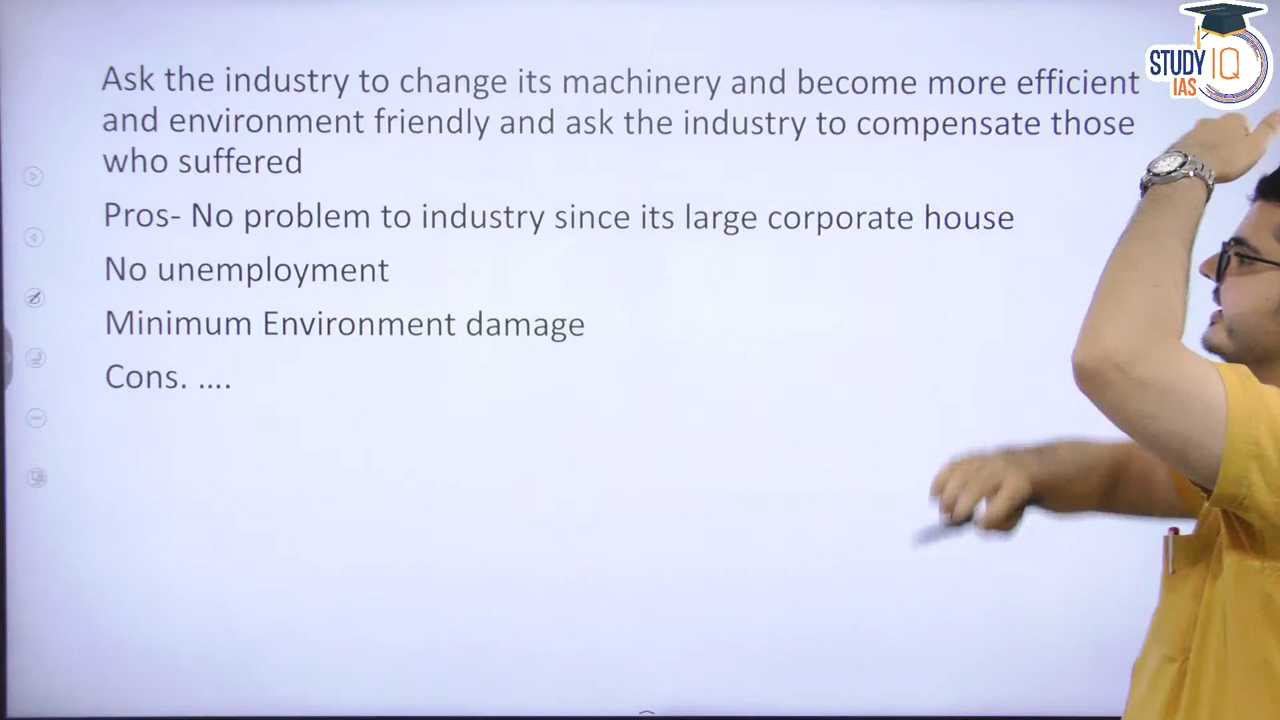 STUDY IQ
IAS
Ask the industry to change its machinery and become more efficient
and environment friendly and ask the industry to compensate those
who suffered
Pros- No problem to industry since its large corporate house
No unemployment
Minimum Environment damage
Cons. ....